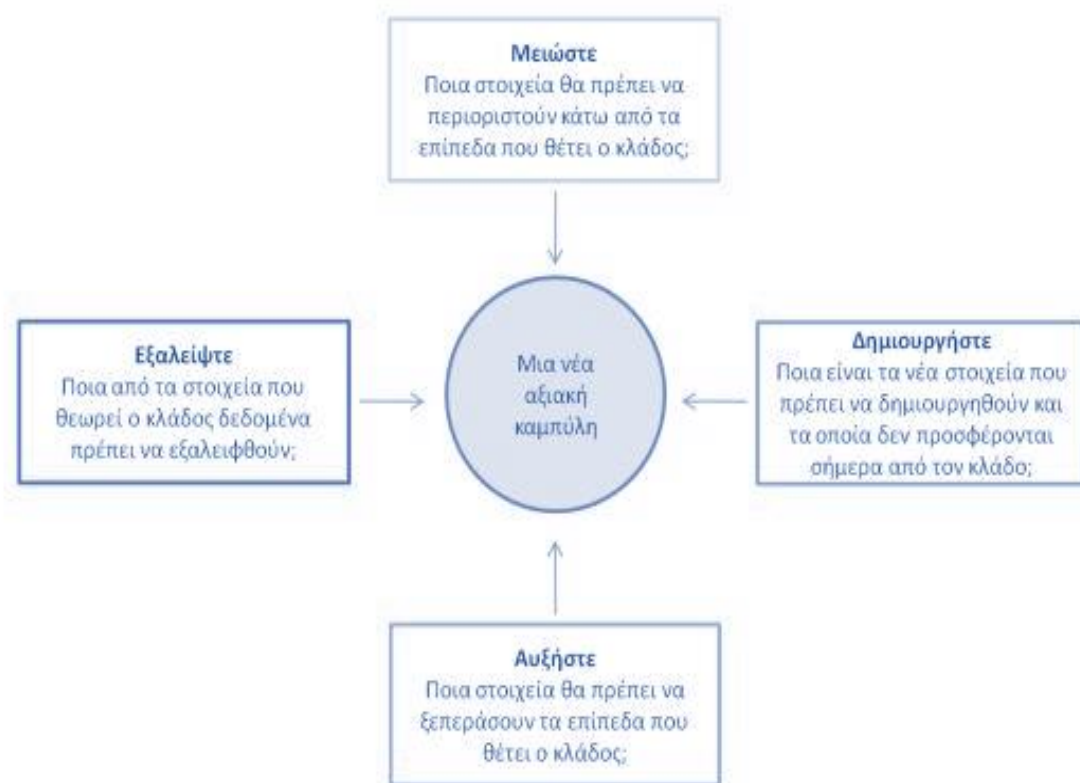 Μειώστε
Ποια στοιχεία θα πρέπει να
περιοριστούν κάτω από τα
επίπεδα που θέτει ο κλάδος;
Εξαλείψτε
Ποια από τα στοιχεία που
θεωρεί ο κλάδος δεδομένα
πρέπει να εξαλειφθούν;
Μια νέα
αξιακή
καμπύλη
Δημιουργήστε
Ποια είναι τα νέα στοιχεία που
πρέπει να δημιουργηθούν και
τα οποία δεν προσφέρονται
σήμερα από τον κλάδο;
Αυξήστε
Ποια στοιχεία θα πρέπει να
ξεπεράσουν τα επίπεδα που
θέτει ο κλάδος;